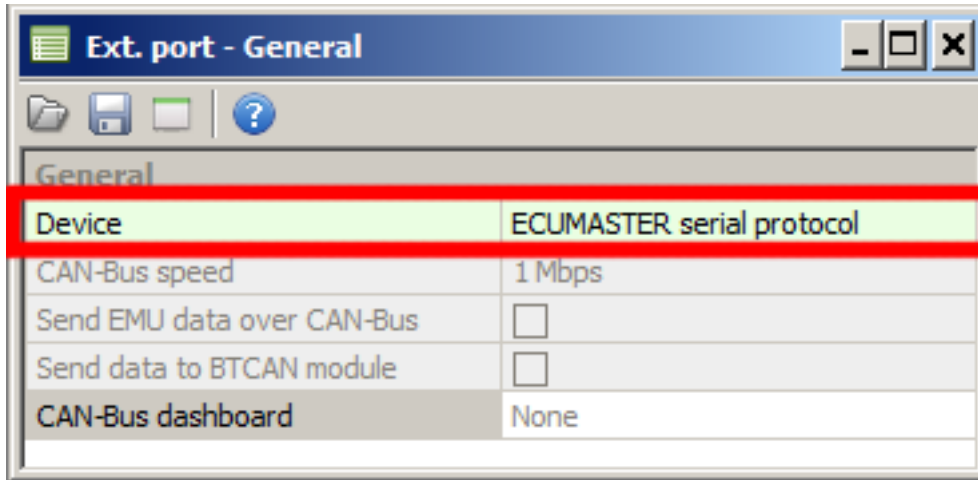 Ext. port - General
General
Device ECUMASTER serial protocol
CAN-Bus speed 1 Mbps
Send EMU data over CAN-Bus
Send data to BTCAN module
CAN-Bus dashboard None